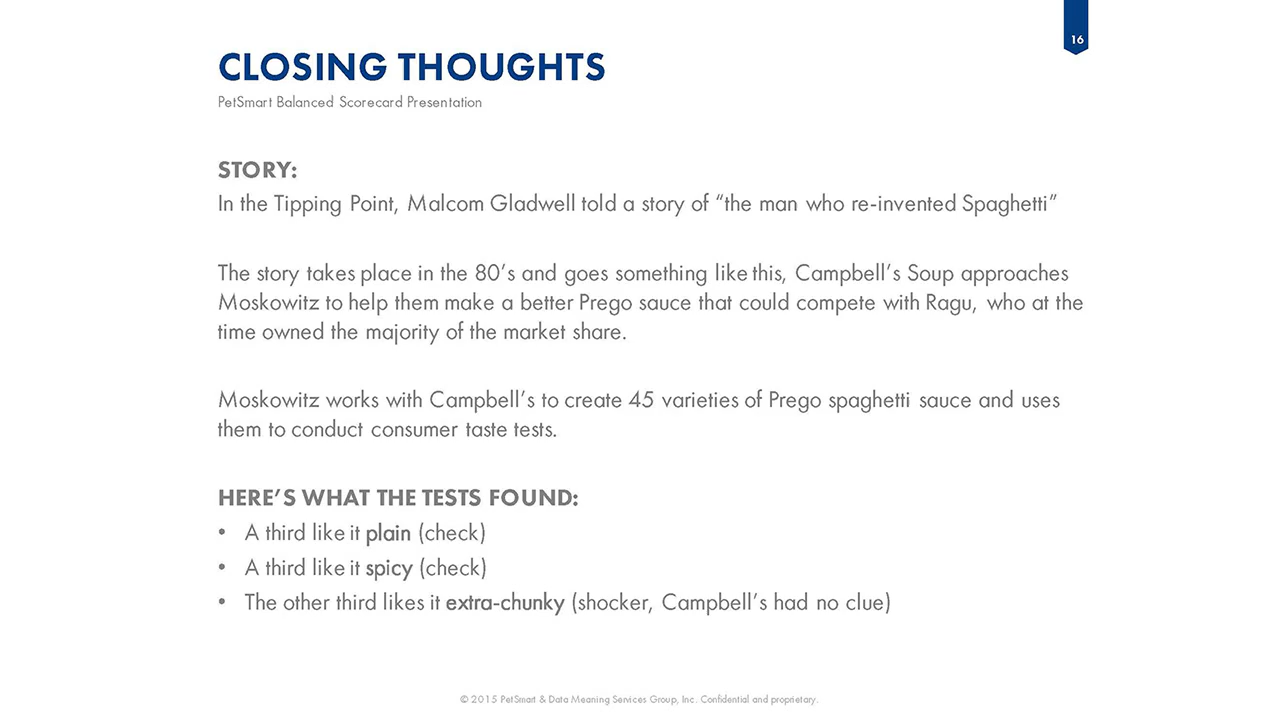 16
CLOSING THOUGHTS
PetSmart Balanced Scorecard Presentation
STORY:
In the Tipping Point, Malcom Gladwell told a story of “the man who re-invented Spaghetti”
The story takes place in the 80’s and goes something like this, Campbell’s Soup approaches
Moskowitz to help them make a better Prego sauce that could compete with Ragu, who at the
time owned the majority of the market share.
Moskowitz works with Campbell’s to create 45 varieties of Prego spaghetti sauce and uses
them to conduct consumer taste tests.
HERE’S WHAT THE TESTS FOUND:
• A third like it plain (check)
• A third like it spicy (check)
• The other third likes it extra-chunky (shocker, Campbell’s had no clue)
© 2015 PetSmart & Data Meaning Services Group, Inc. Confidential and proprietary.